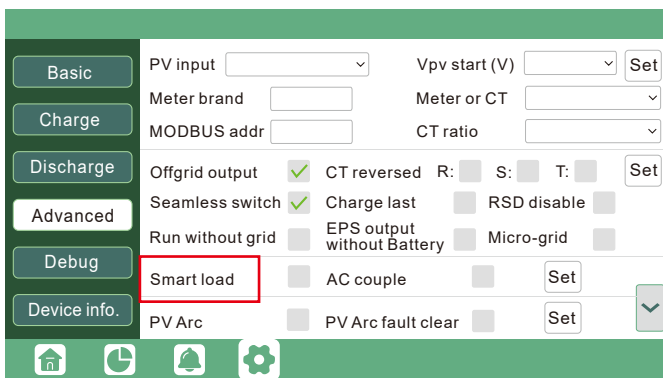 Basic
Charge
Discharge
Advanced
Debug
Device info.
PV input Vpv start (V) Set
Meter brand Meter or CT
MODBUS addr CT ratio
Offgrid output CT reversed R: S: T: Set
Seamless switch Charge last RSD disable
Run without grid EPS output without Battery Micro-grid
Smart load AC couple Set
PV Arc PV Arc fault clear Set